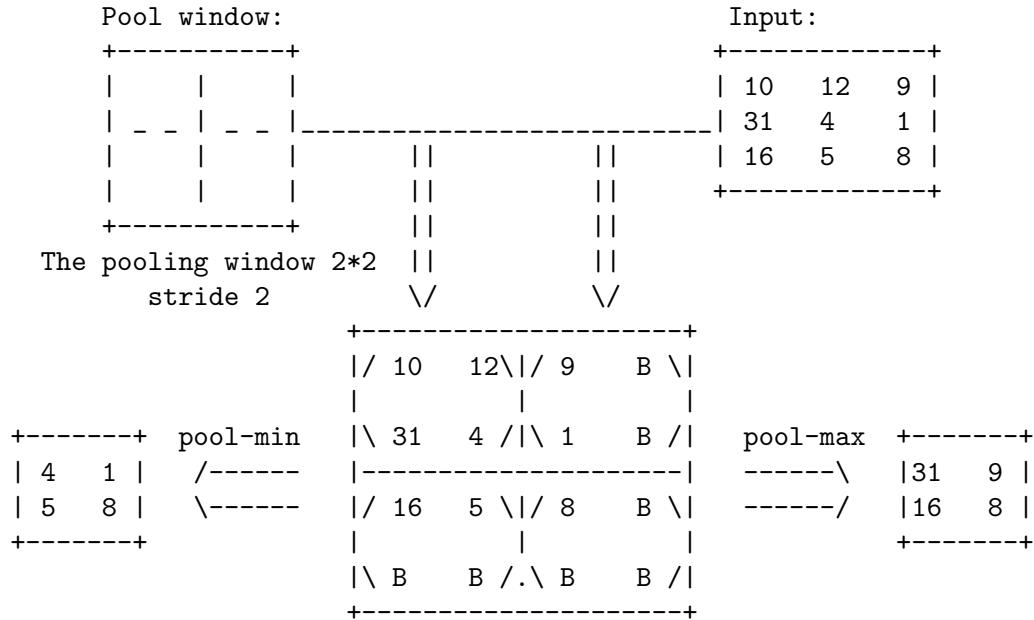 Pool window: Input:
10 12 9
31 4 1
16 5 8
The pooling window 2*2
stride 2
10 12 9 B
31 4 1 B
pool-min pool-max
4 1 31 9
5 8 16 5 8 B 16 8
B B . B B